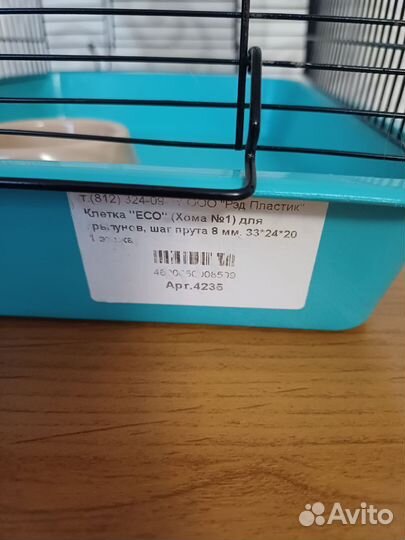 т.(812) 324-09 ООО "Рэд Пластик"
Клетка "ECO" (Хома №1) для
грызунов, шаг прута 8 мм, 33*24*20
1
Арт.4235
Avito